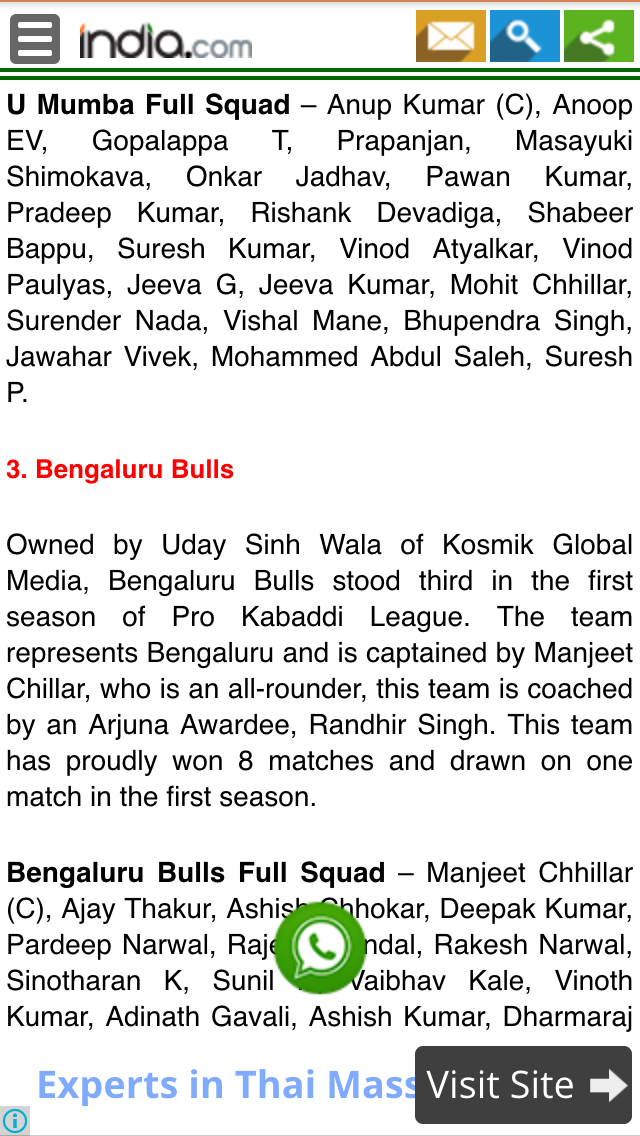 india.com
U Mumba Full Squad – Anup Kumar (C), Anoop
EV, Gopalappa T, Prapanjan, Masayuki
Shimokava, Onkar Jadhav, Pawan Kumar,
Pradeep Kumar, Rishank Devadiga, Shabeer
Bappu, Suresh Kumar, Vinod Atyalkar, Vinod
Paulyas, Jeeva G, Jeeva Kumar, Mohit Chhillar,
Surender Nada, Vishal Mane, Bhupendra Singh,
Jawahar Vivek, Mohammed Abdul Saleh, Suresh
P.
3. Bengaluru Bulls
Owned by Uday Sinh Wala of Kosmik Global
Media, Bengaluru Bulls stood third in the first
season of Pro Kabaddi League. The team
represents Bengaluru and is captained by Manjeet
Chillar, who is an all-rounder, this team is coached
by an Arjuna Awardee, Randhir Singh. This team
has proudly won 8 matches and drawn on one
match in the first season.
Bengaluru Bulls Full Squad – Manjeet Chhillar
(C), Ajay Thakur, Ashish Chhokar, Deepak Kumar,
Pardeep Narwal, Rakesh Narwal,
Sinotharan K, Sunil Vaibhav Kale, Vinoth
Kumar, Adinath Gavali, Ashish Kumar, Dharmaraj
Experts in Thai Mass
Visit Site